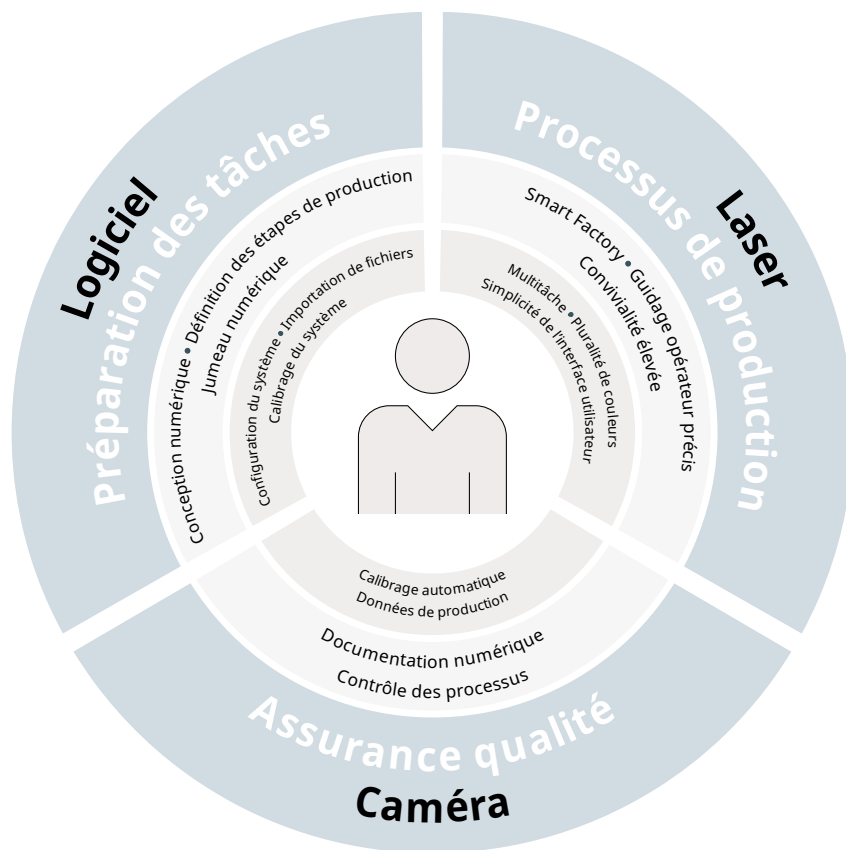 Logiciel
Préparation des tâches
Conception numérique • Définition des étapes de production
Jumeau numérique
Configuration du système • Importation de fichiers
Calibrage du système
Laser
Processus de production
Smart Factory • Guidage opérateur précis
Convivialité élevée
Multitâche • Pluralité de couleurs
Simplicité de l'interface utilisateur
Calibrage automatique
Données de production
Documentation numérique
Contrôle des processus
Assurance qualité
Caméra